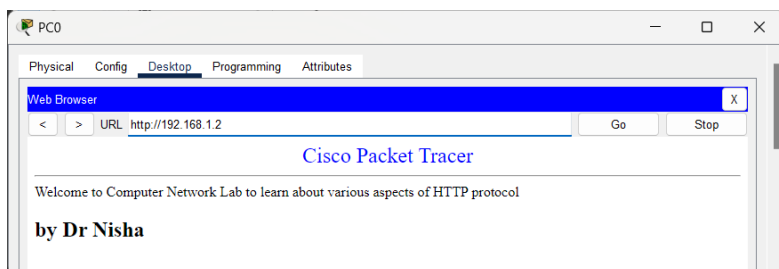 PC0
Physical Config Desktop Programming Attributes
Web Browser X
< > URL http://192.168.1.2 Go Stop
Cisco Packet Tracer
Welcome to Computer Network Lab to learn about various aspects of HTTP protocol
by Dr Nisha